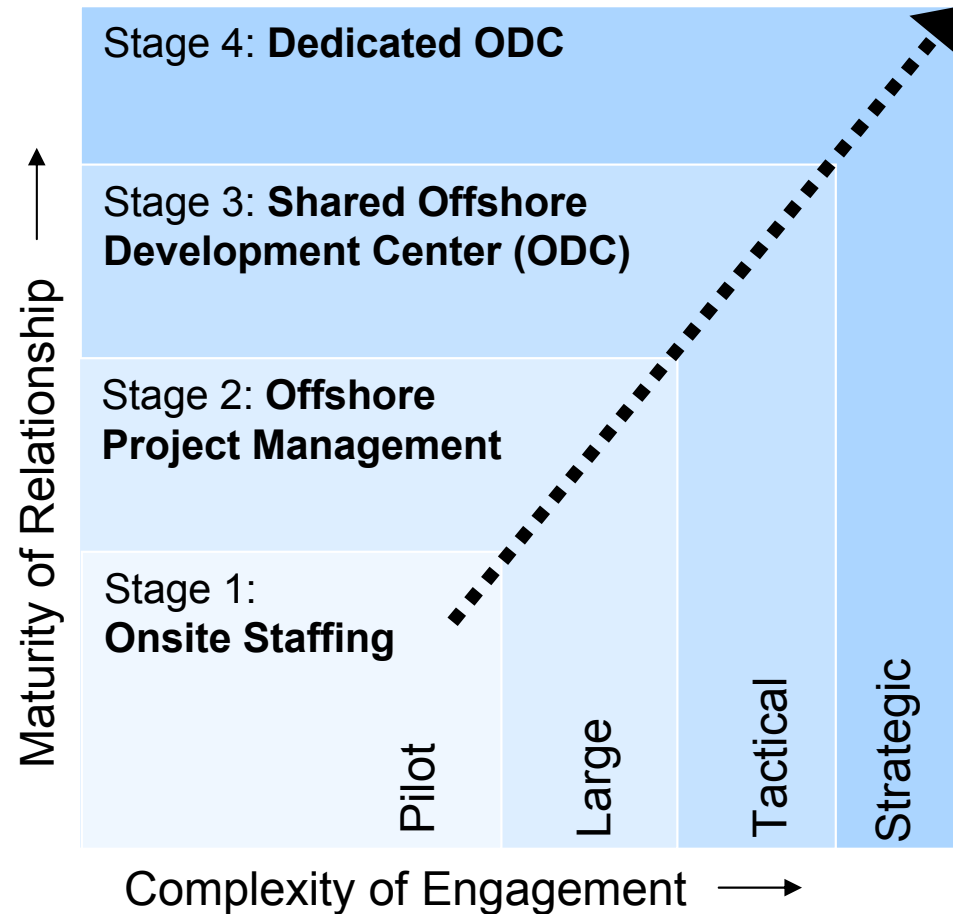 Stage 4: Dedicated ODC
Stage 3: Shared Offshore
Development Center (ODC)
Stage 2: Offshore
Project Management
Stage 1:
Onsite Staffing
Maturity of Relationship
Pilot
Large
Tactical
Strategic
Complexity of Engagement